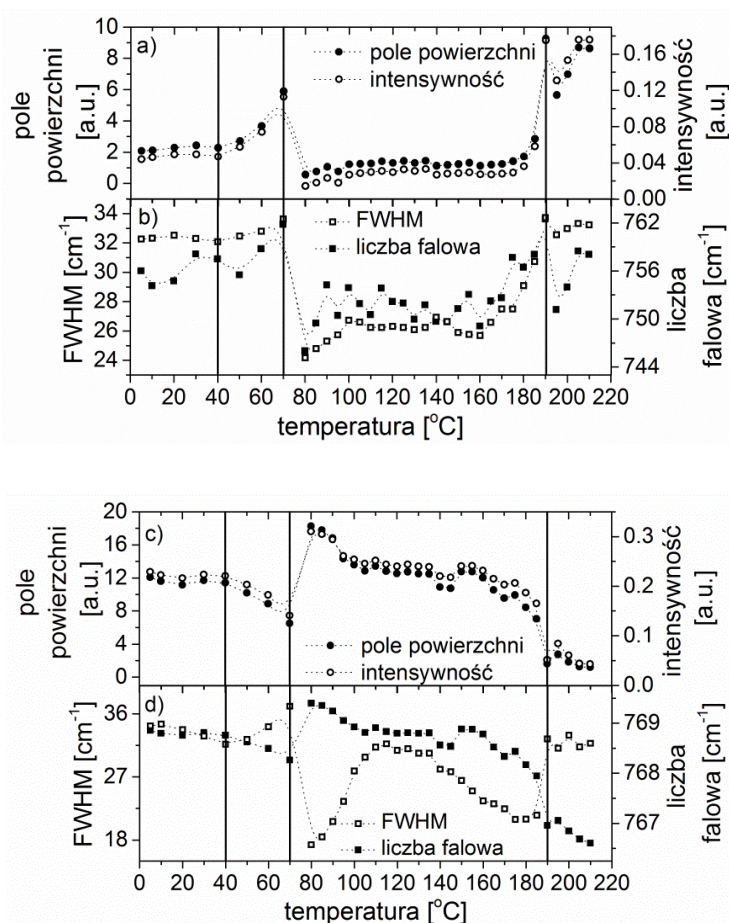 a)
pole powierzchni
intensywność
pole
powierzchni
[a.u.]
10
8
6
4
2
0
0.16
0.12
0.08
0.04
0.00
intensywność
[a.u.]
b)
FWHM
liczba falowa
FWHM [cm-1]
34
32
30
28
26
24
762
756
750
744
liczba
falowa [cm-1]
0 20 40 60 80 100 120 140 160 180 200 220
temperatura [°C]
c)
pole powierzchni
intensywność
pole
powierzchni
[a.u.]
20
16
12
8
4
0
0.3
0.2
0.1
0.0
intensywność
[a.u.]
d)
FWHM
liczba falowa
FWHM [cm-1]
36
27
18
769
768
767
liczba
falowa [cm-1]
0 20 40 60 80 100 120 140 160 180 200 220
temperatura [°C]